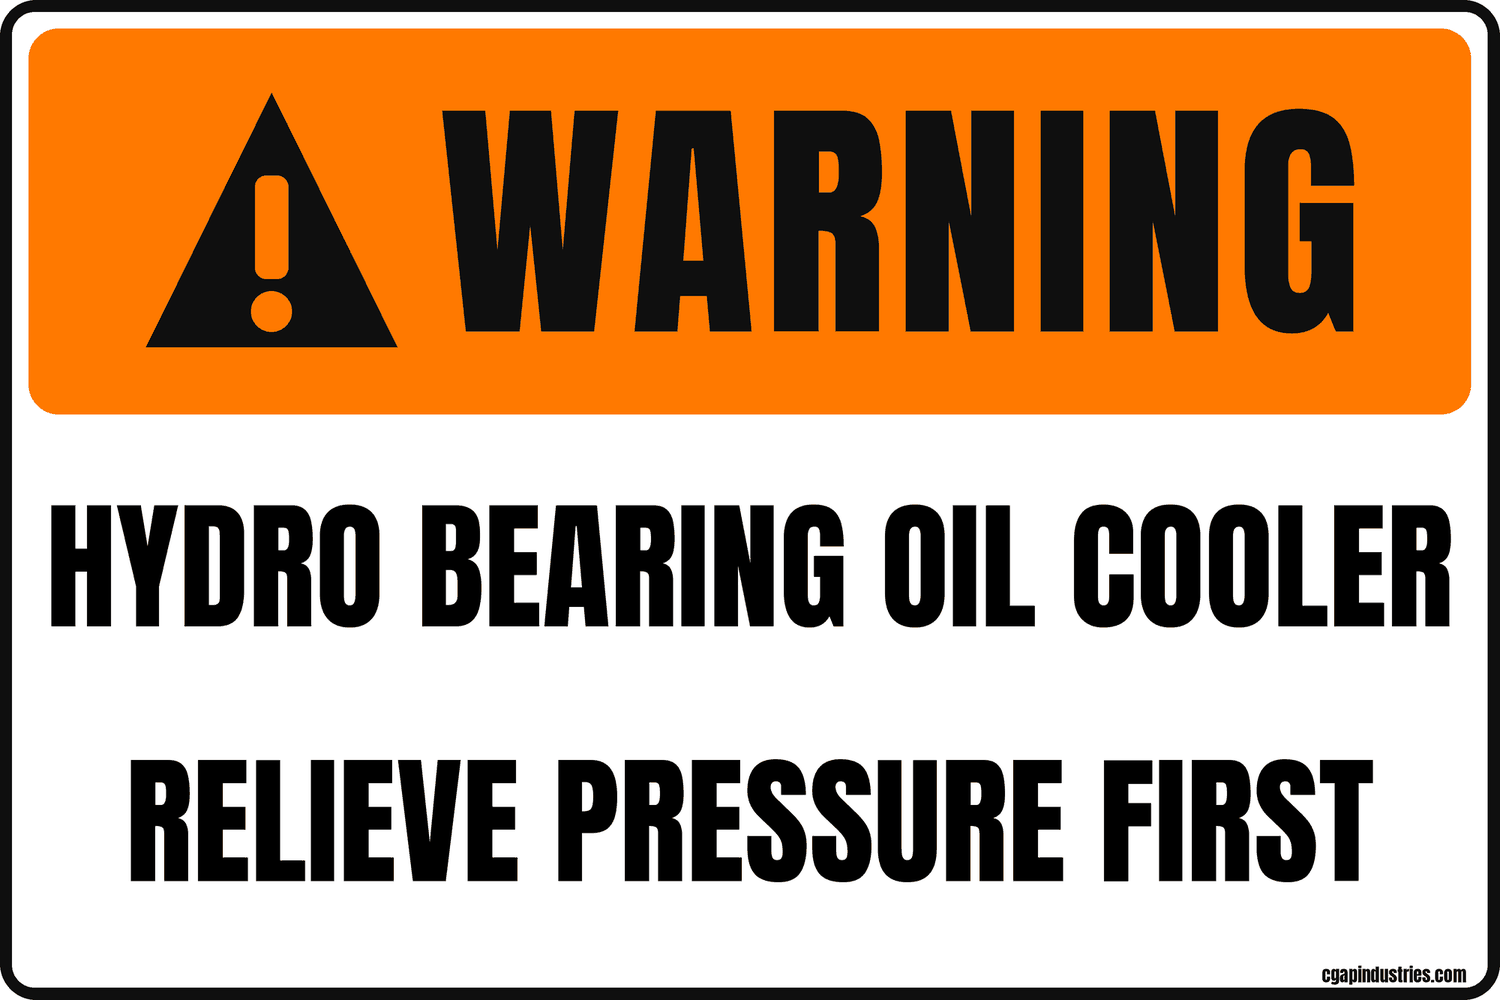 WARNING
HYDRO BEARING OIL COOLER
RELIEVE PRESSURE FIRST
cgapindustries.com